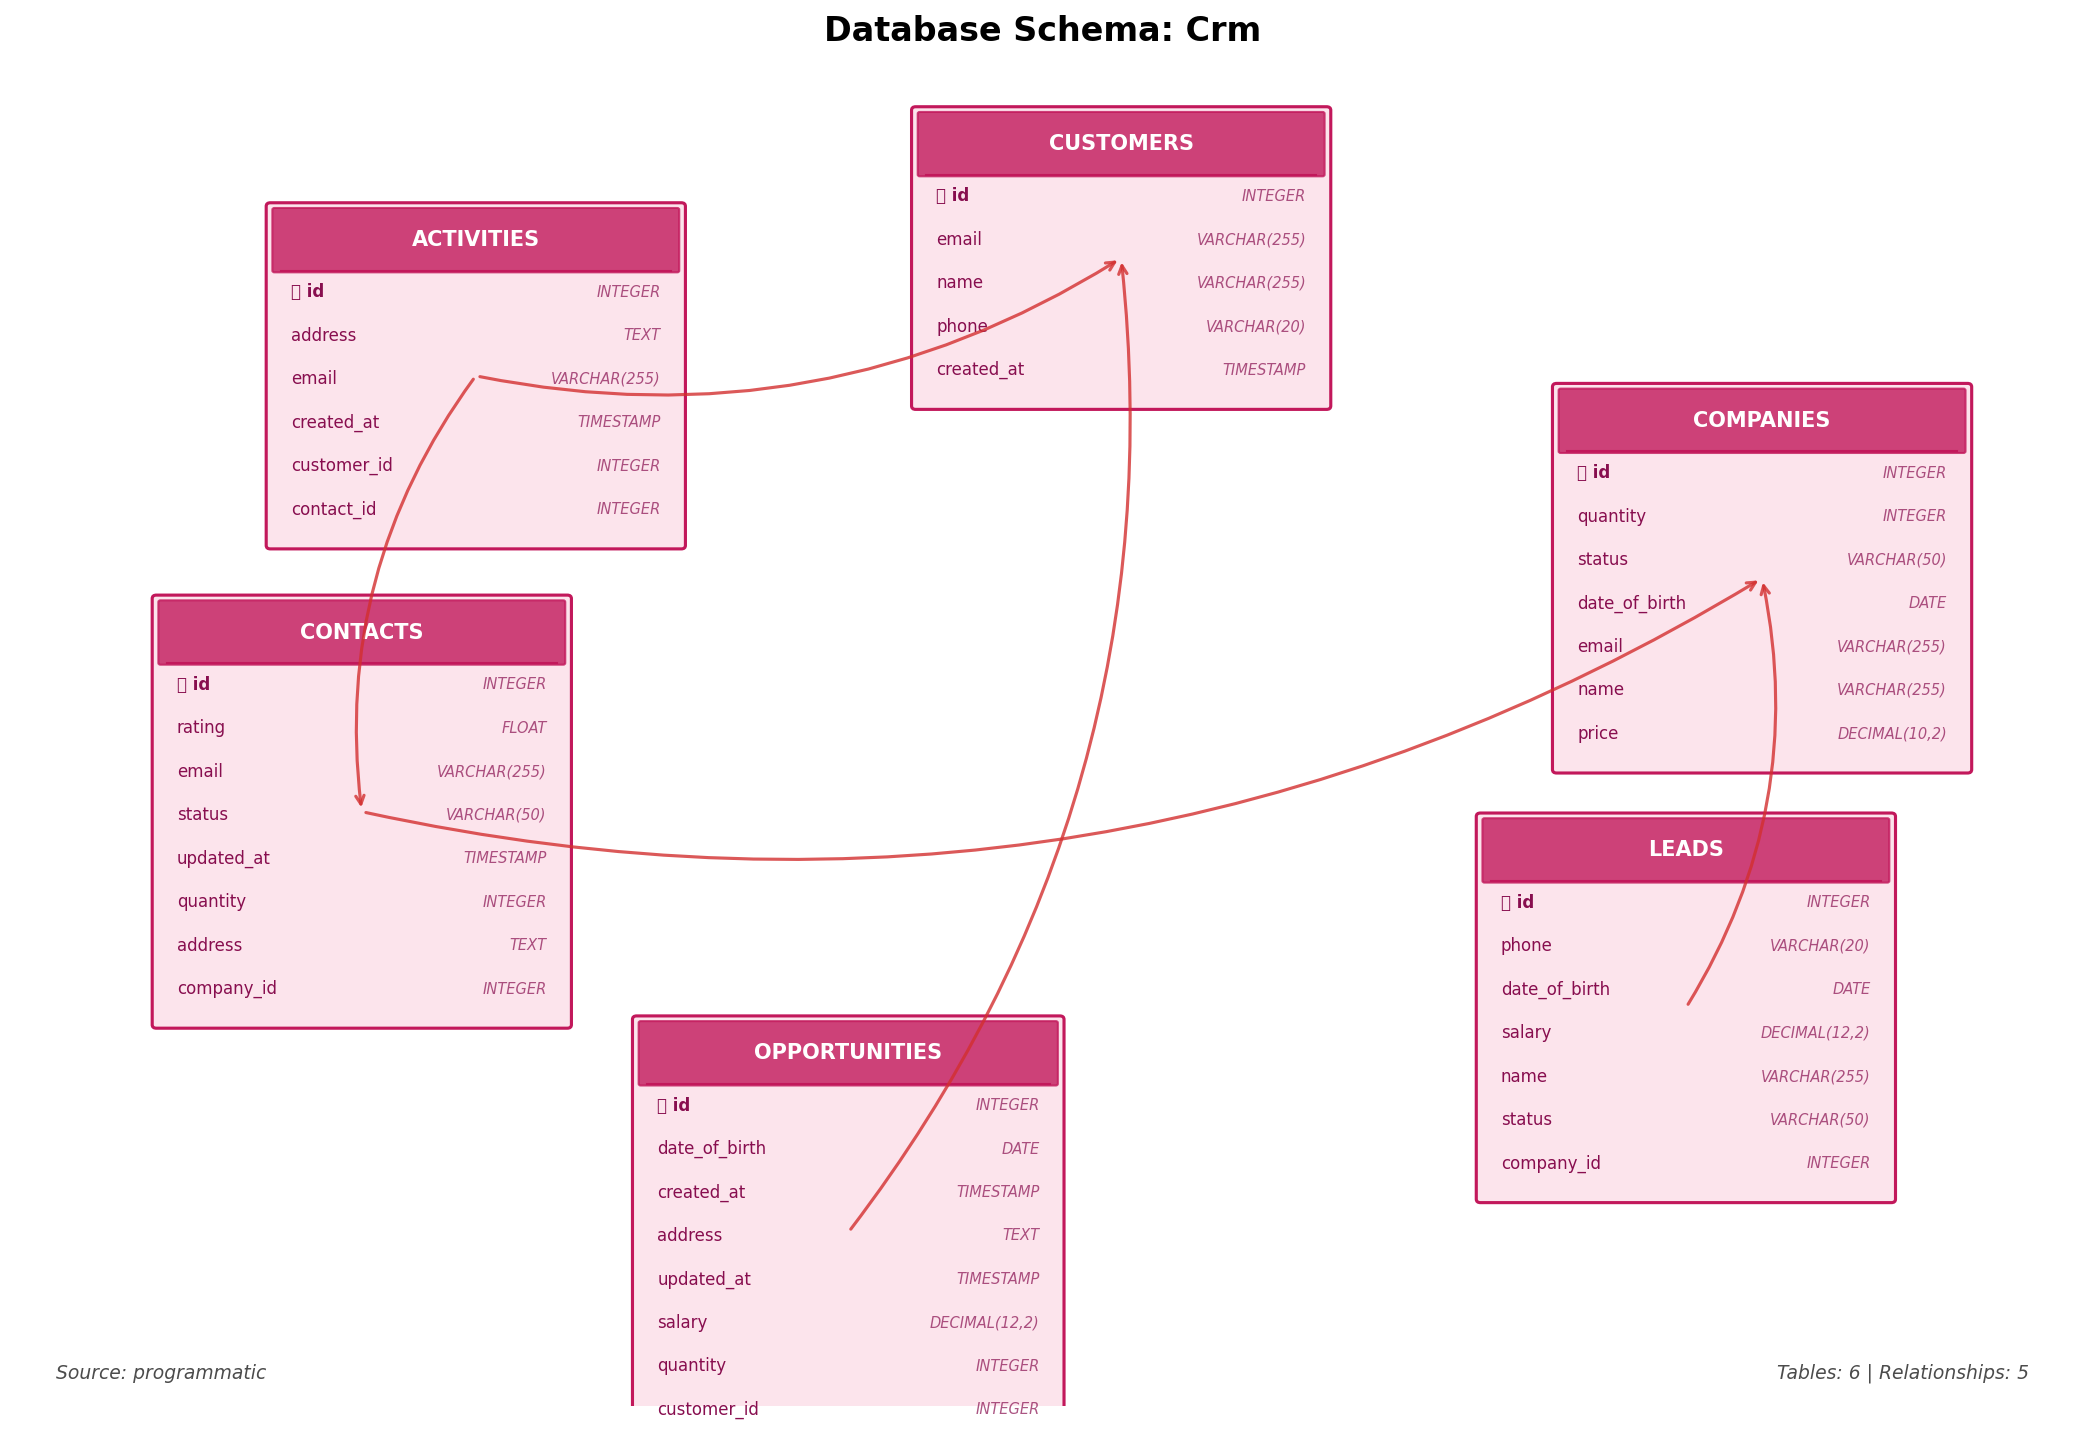 Database Schema: Crm
CUSTOMERS
id INTEGER
email VARCHAR(255)
name VARCHAR(255)
phone VARCHAR(20)
created_at TIMESTAMP
ACTIVITIES
id INTEGER
address TEXT
email VARCHAR(255)
created_at TIMESTAMP
customer_id INTEGER
contact_id INTEGER
COMPANIES
id INTEGER
quantity INTEGER
status VARCHAR(50)
date_of_birth DATE
email VARCHAR(255)
name VARCHAR(255)
price DECIMAL(10,2)
CONTACTS
id INTEGER
rating FLOAT
email VARCHAR(255)
status VARCHAR(50)
updated_at TIMESTAMP
quantity INTEGER
address TEXT
company_id INTEGER
LEADS
id INTEGER
phone VARCHAR(20)
date_of_birth DATE
salary DECIMAL(12,2)
name VARCHAR(255)
status VARCHAR(50)
company_id INTEGER
OPPORTUNITIES
id INTEGER
date_of_birth DATE
created_at TIMESTAMP
address TEXT
updated_at TIMESTAMP
salary DECIMAL(12,2)
quantity INTEGER
customer_id INTEGER
Source: programmatic
Tables: 6 | Relationships: 5